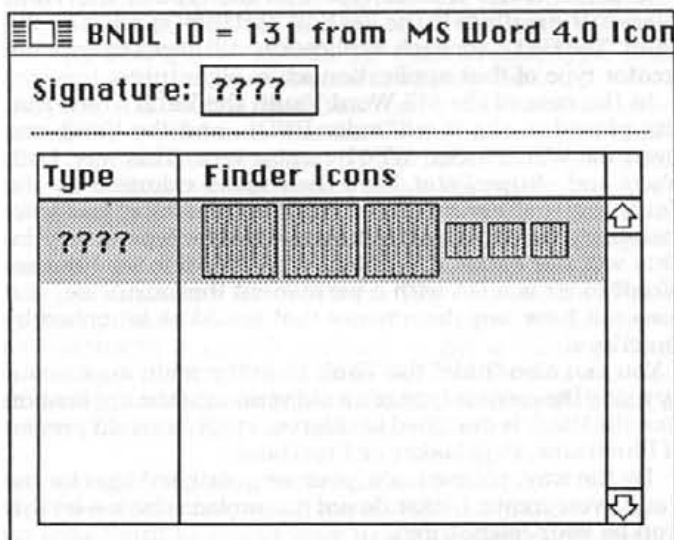 BNDL ID = 131 from MS Word 4.0 Icon
Signature: ????
Type Finder Icons
????